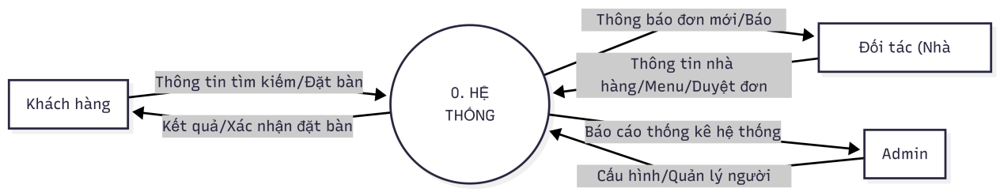 Khách hàng
Thông tin tìm kiếm/Đặt bàn
Kết quả/Xác nhận đặt bàn
0. HỆ
THỐNG
Thông báo đơn mới/Báo
Thông tin nhà
hàng/Menu/Duyệt đơn
Báo cáo thống kê hệ thống
Cấu hình/Quản lý người
Đối tác (Nhà
Admin